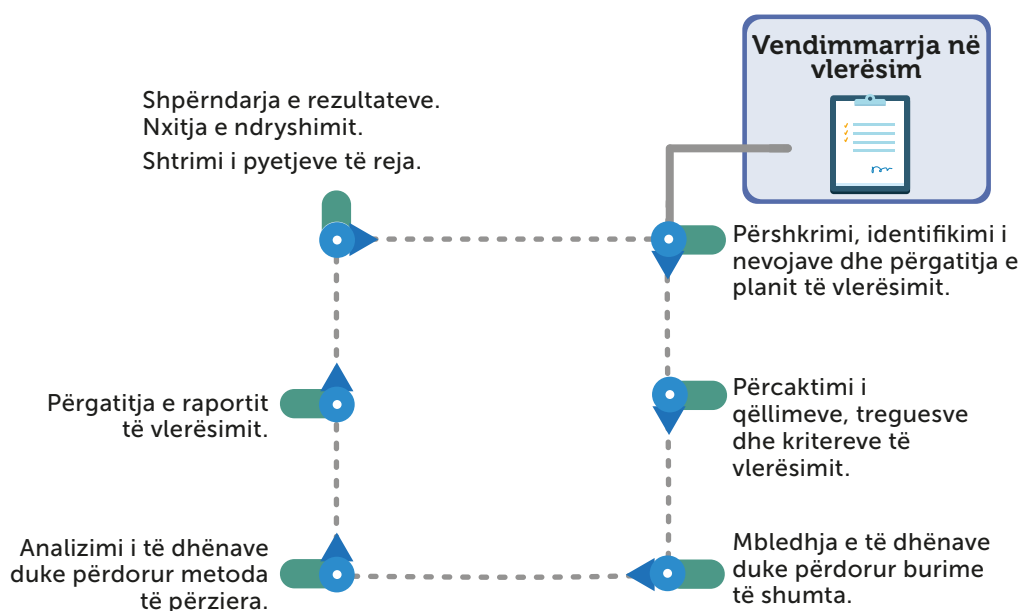 Vendimmarrja në
vlerësim
Shpërndarja e rezultateve.
Nxitja e ndryshimit.
Shtrimi i pyetjeve të reja.
Përshkrimi, identifikimi i
nevojave dhe përgatitja e
planit të vlerësimit.
Përcaktimi i
qëllimeve, treguesve
dhe kritereve të
vlerësimit.
Mbledhja e të dhënave
duke përdorur burime
të shumta.
Analizimi i të dhënave
duke përdorur metoda
të përziera.
Përgatitja e raportit
të vlerësimit.